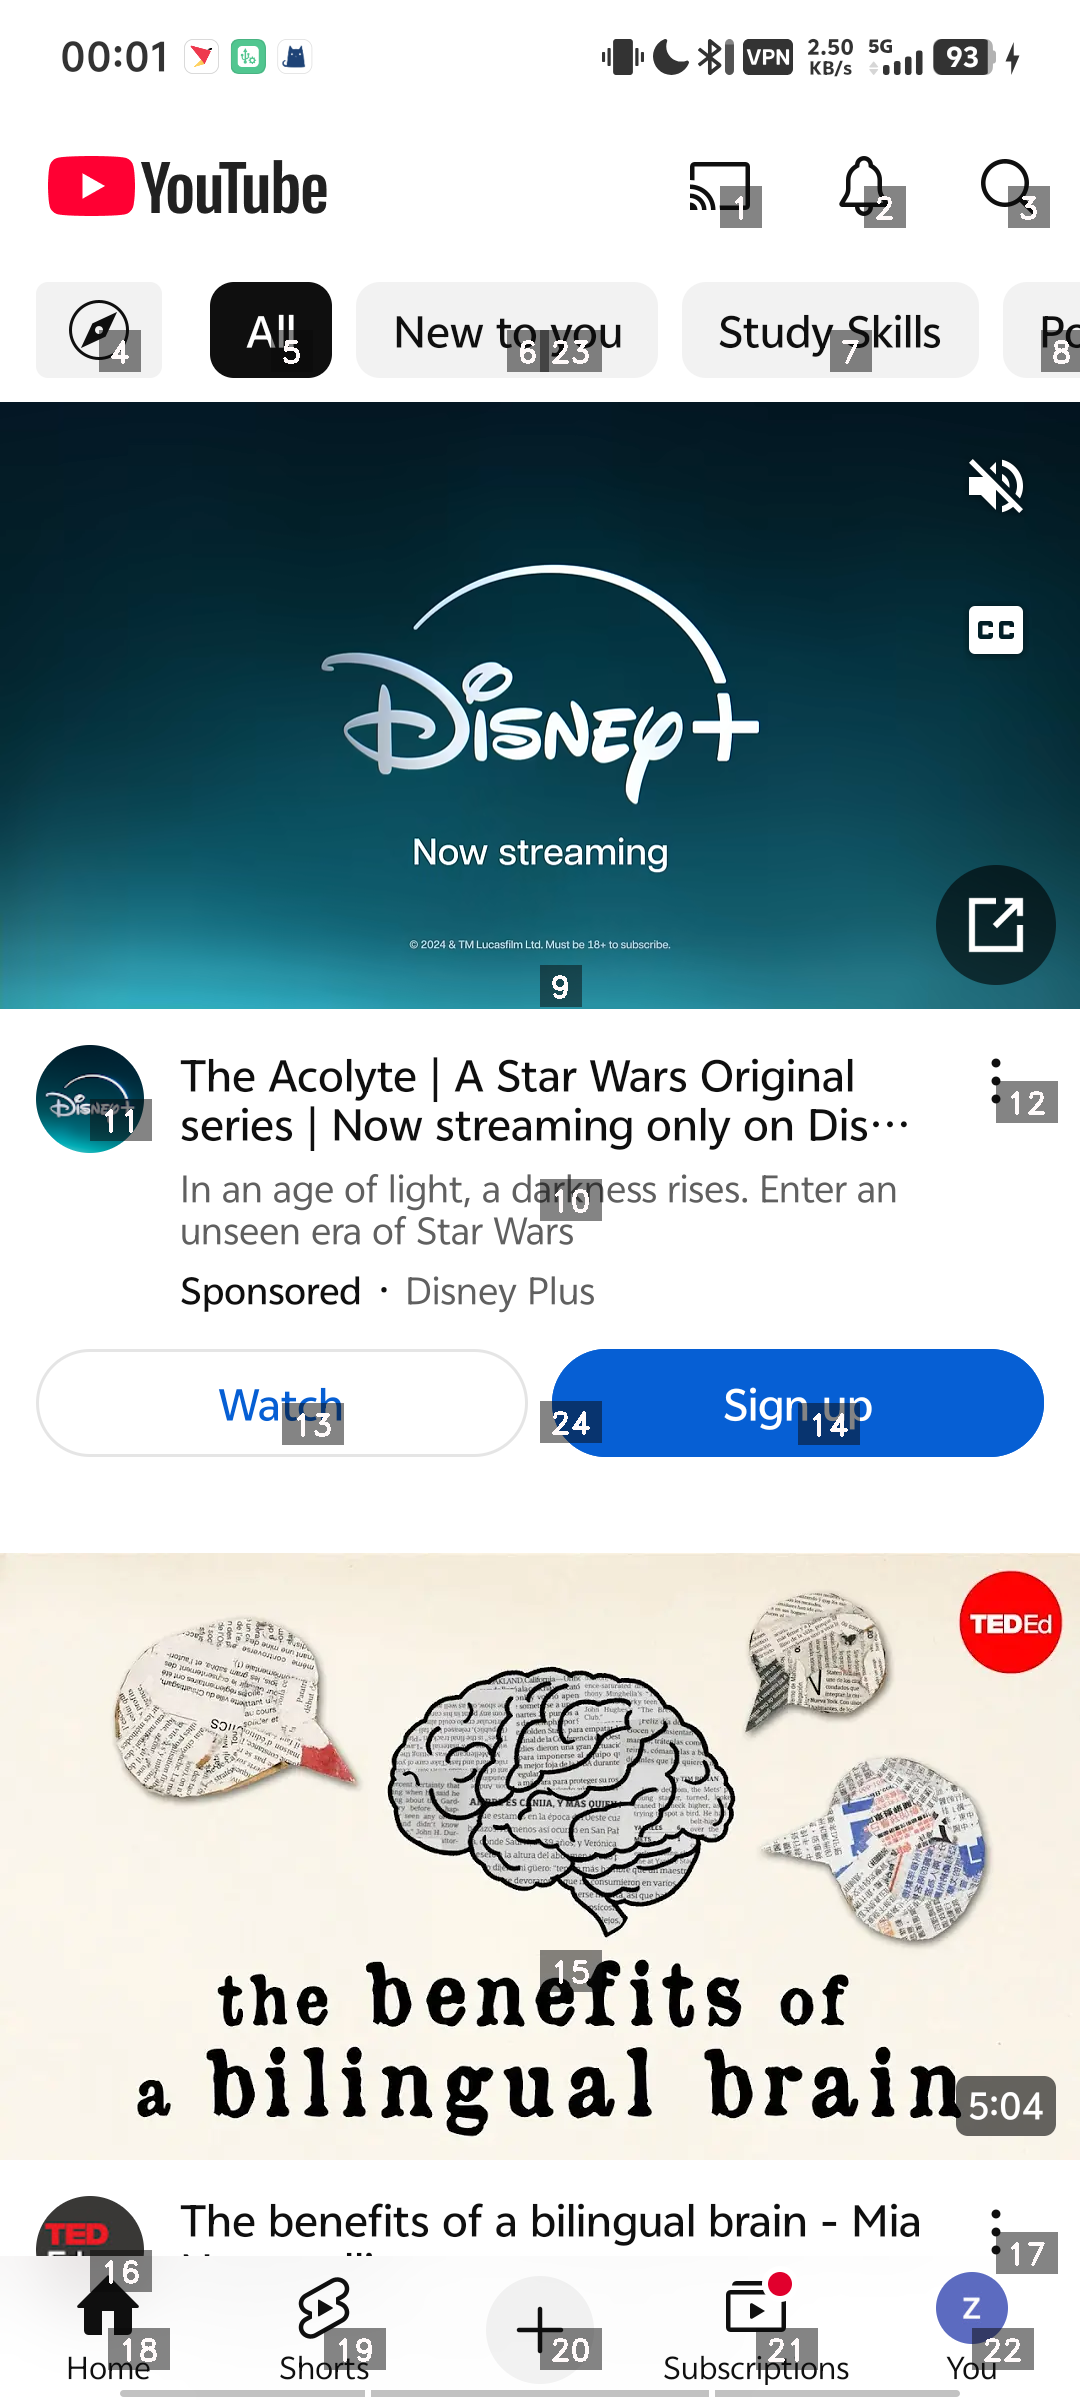 00:01
VPN
2.50
KB/s
5G
93
YouTube
1
2
3
4
All
5
New to you
6
23
Study Skills
7
Po
8
CC
Disney+
Now streaming
© 2024 & TM Lucasfilm Ltd. Must be 18+ to subscribe.
9
Disney+
11
The Acolyte | A Star Wars Original
series | Now streaming only on Dis...
12
In an age of light, a darkness rises. Enter an
unseen era of Star Wars
10
Sponsored · Disney Plus
Watch
13
24
Sign up
14
TEDEd
15
the benefits of
a bilingual brain
5:04
TED
16
The benefits of a bilingual brain - Mia
17
Home
18
Shorts
19
20
Subscriptions
21
Z
You
22